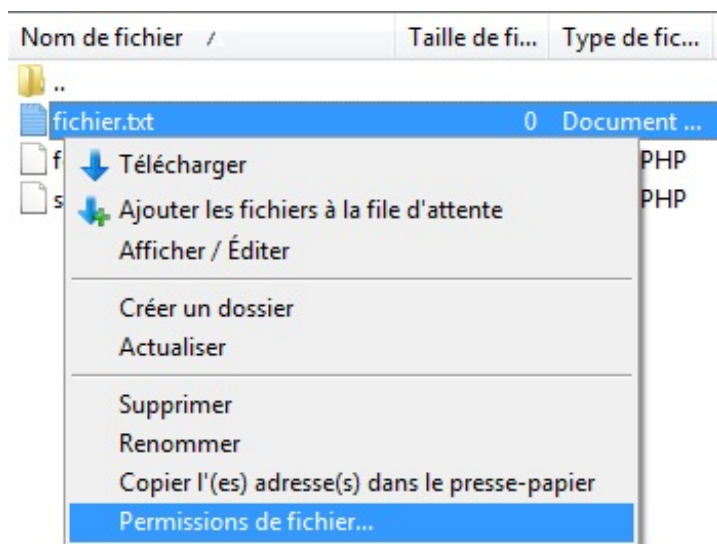 Nom de fichier Taille de fi... Type de fic...
..
fichier.txt 0 Document ...
f PHP
s PHP
Télécharger
Ajouter les fichiers à la file d'attente
Afficher / Éditer
Créer un dossier
Actualiser
Supprimer
Renommer
Copier l'(es) adresse(s) dans le presse-papier
Permissions de fichier...